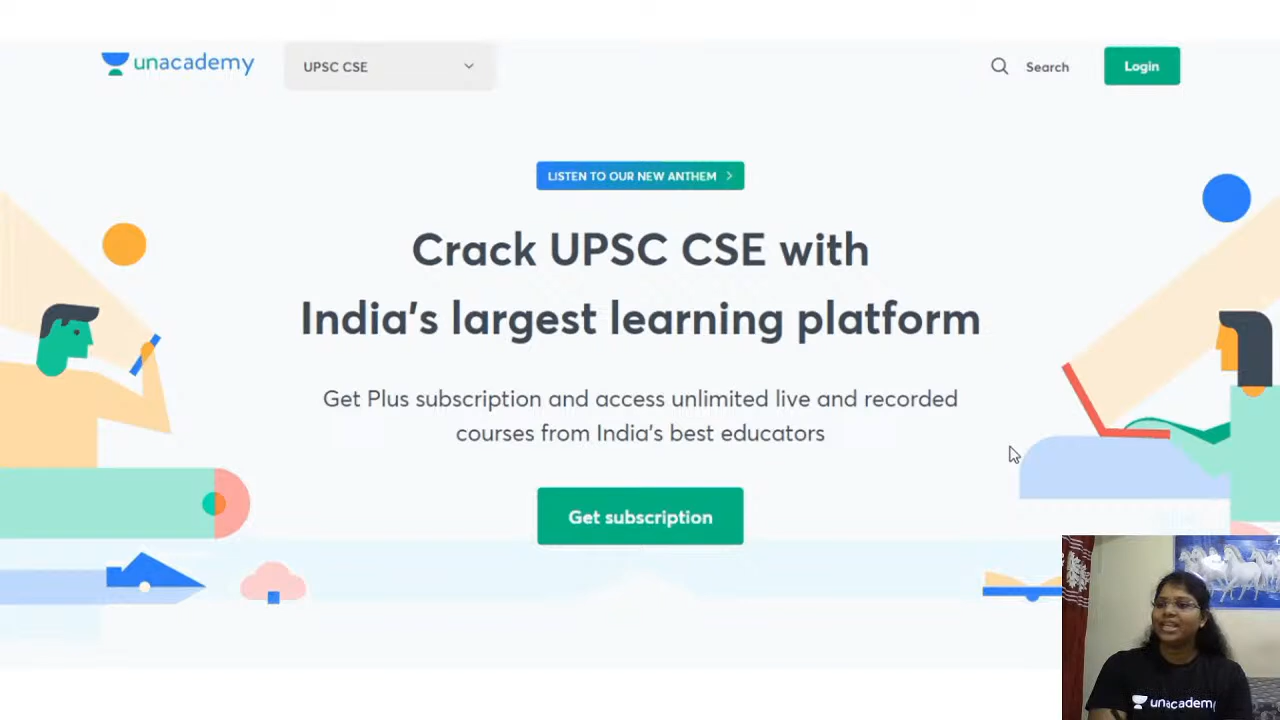 unacademy
UPSC CSE
Search
Login
LISTEN TO OUR NEW ANTHEM
Crack UPSC CSE with
India's largest learning platform
Get Plus subscription and access unlimited live and recorded
courses from India's best educators
Get subscription
unacademy